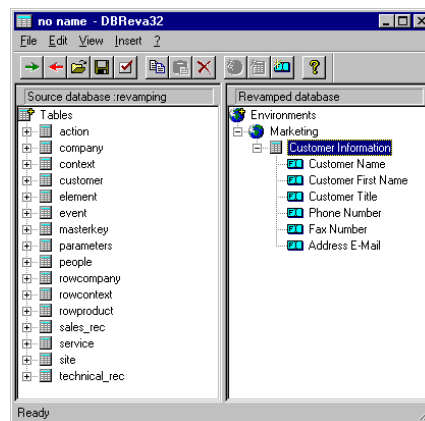 no name - DBReva32
File Edit View Insert ?
Source database :revamping
Tables
action
company
context
customer
element
event
masterkey
parameters
people
rowcompany
rowcontext
rowproduct
sales_rec
service
site
technical_rec
Revamped database
Environments
Marketing
Customer Information
Customer Name
Customer First Name
Customer Title
Phone Number
Fax Number
Address E-Mail
Ready